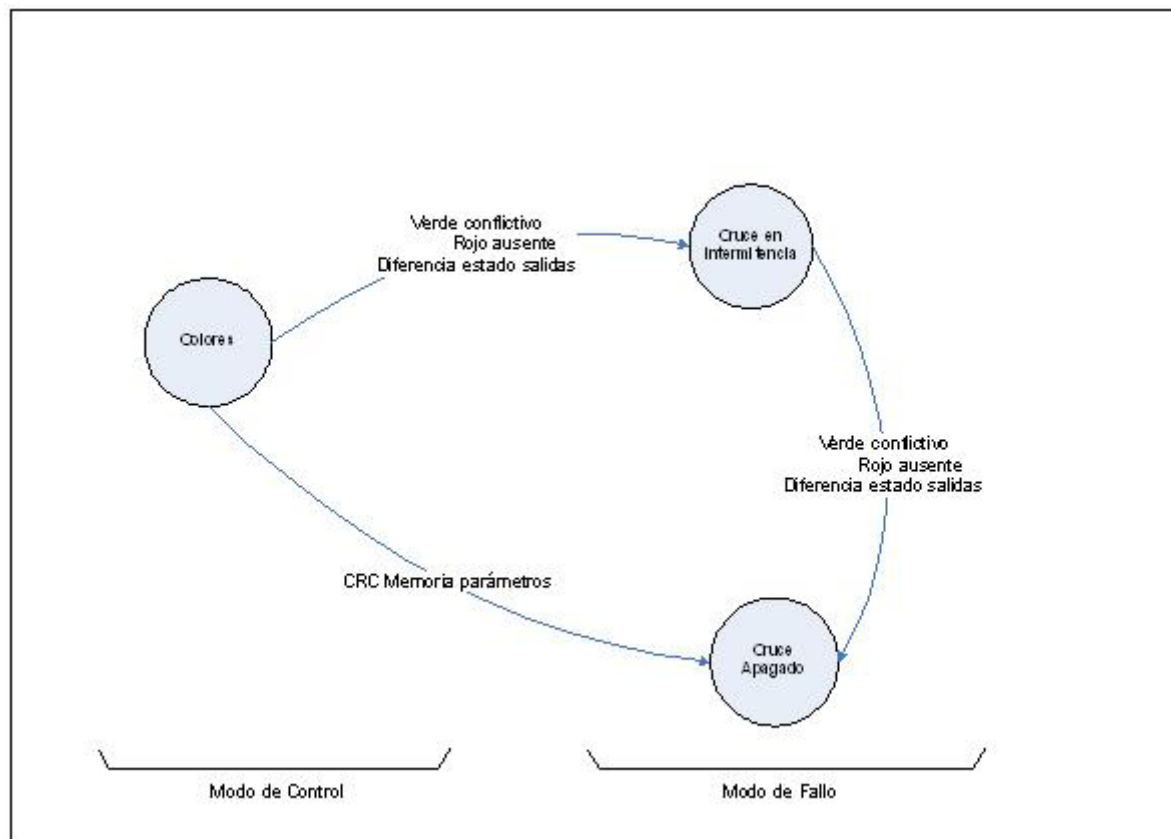 Verde conflictivo
Rojo ausente
Diferencia estado salidas
Cruce en
Intermitencia
Colores
Verde conflictivo
Rojo ausente
Diferencia estado salidas
CRC Memoria parámetros
Cruce
Apagado
Modo de Control
Modo de Fallo